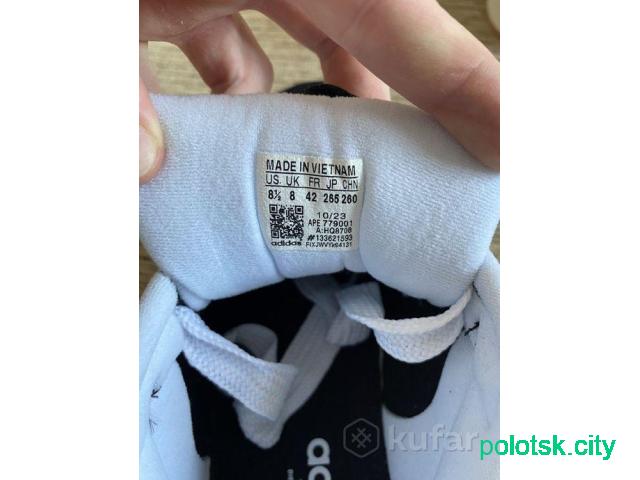 MADE IN VIETNAM
US UK FR JP CHN
8½ 8 42 265 260
10/23
APE 779001
A:HQ8708
#133621593
adidas
kufar
polotsk.city